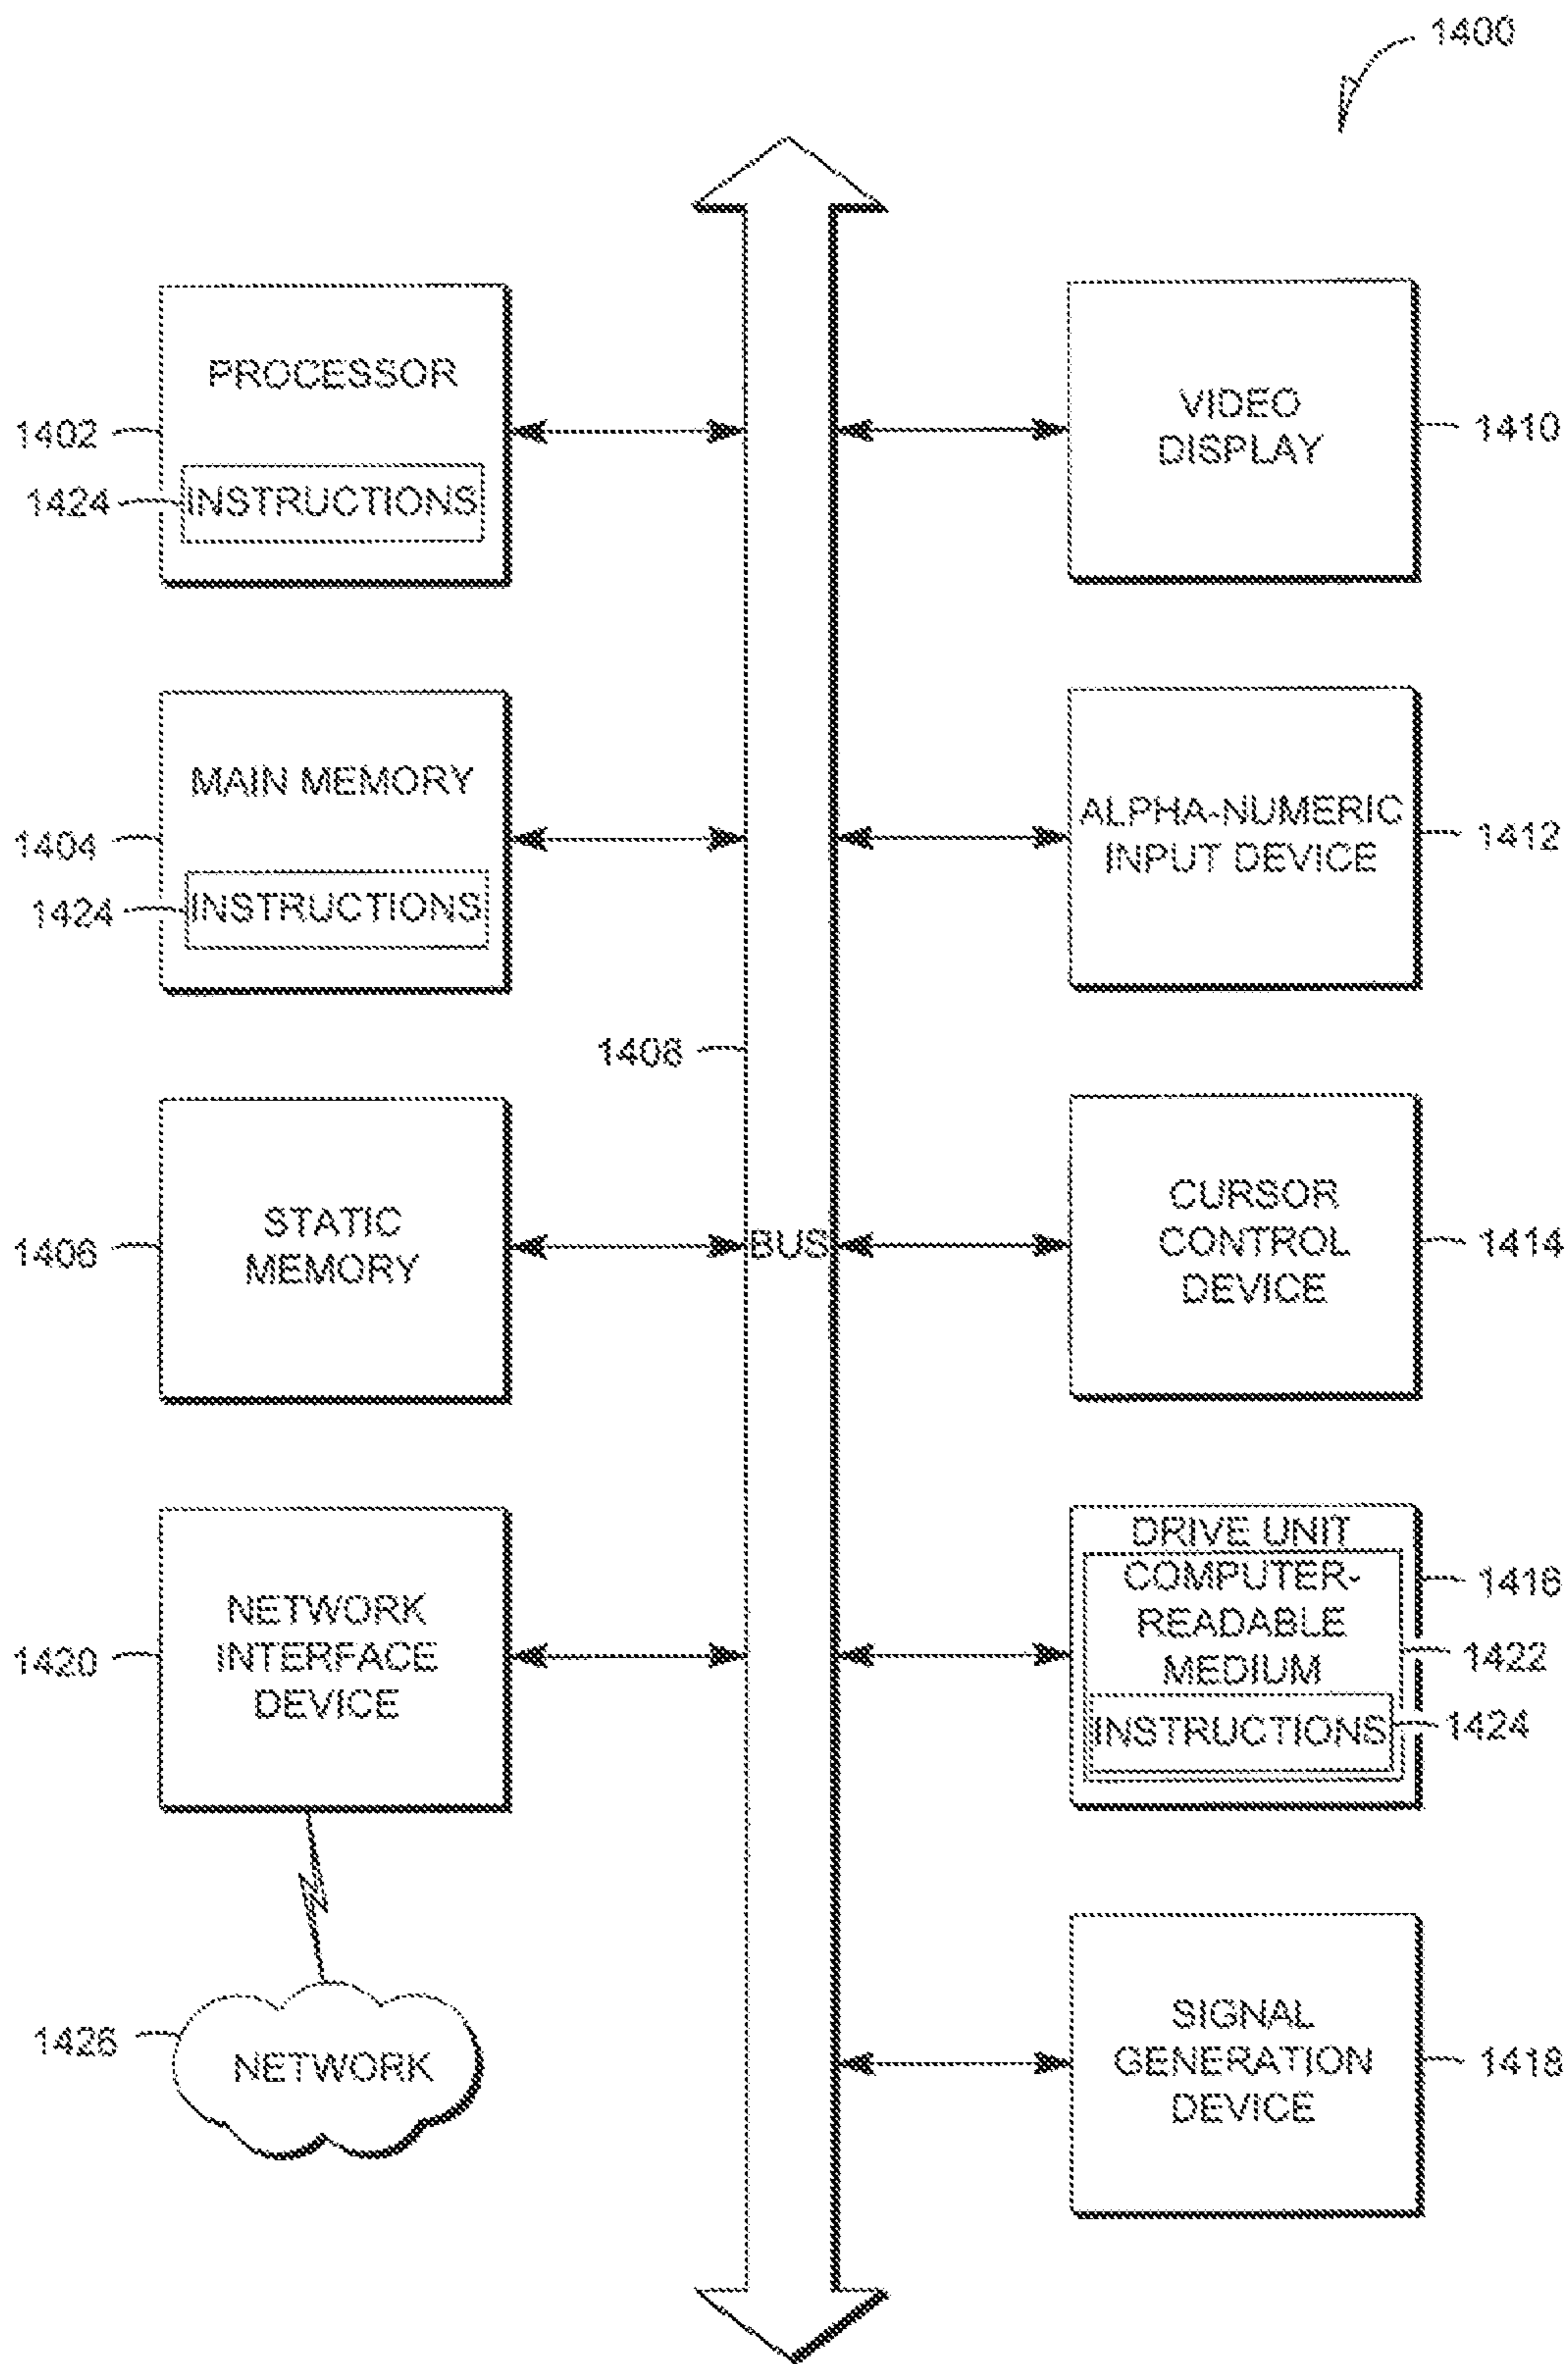 1400
PROCESSOR
1402
1424
INSTRUCTIONS
MAIN MEMORY
1404
1424
INSTRUCTIONS
1408
STATIC
MEMORY
1406
BUS
NETWORK
INTERFACE
DEVICE
1420
1426
NETWORK
VIDEO
DISPLAY
1410
ALPHA-NUMERIC
INPUT DEVICE
1412
CURSOR
CONTROL
DEVICE
1414
DRIVE UNIT
COMPUTER-
READABLE
MEDIUM
1416
1422
INSTRUCTIONS
1424
SIGNAL
GENERATION
DEVICE
1418